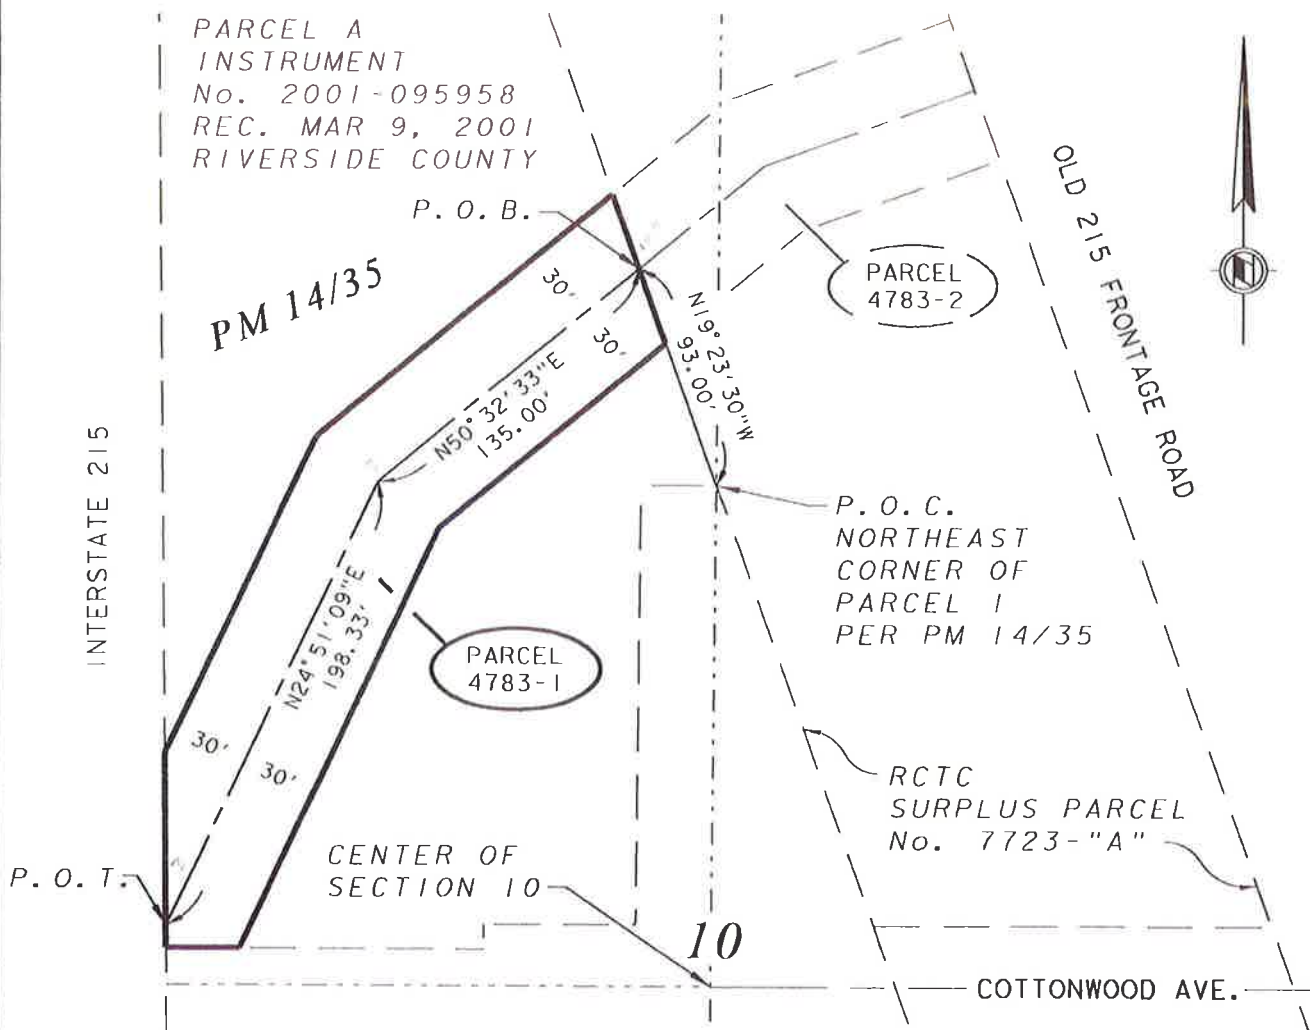 PARCEL A
INSTRUMENT
No. 2001-095958
REC. MAR 9, 2001
RIVERSIDE COUNTY
P.O.B.
PM 14/35
OLD 215 FRONTAGE ROAD
PARCEL
4783-2
30'
30'
N19°23'30"W
93.00'
N50°32'33"E
135.00'
INTERSTATE 215
P.O.C.
NORTHEAST
CORNER OF
PARCEL 1
PER PM 14/35
N24°51'09"E
198.33'
PARCEL
4783-1
30'
30'
RCTC
SURPLUS PARCEL
No. 7723-"A"
CENTER OF
SECTION 10
P.O.T.
10
COTTONWOOD AVE.